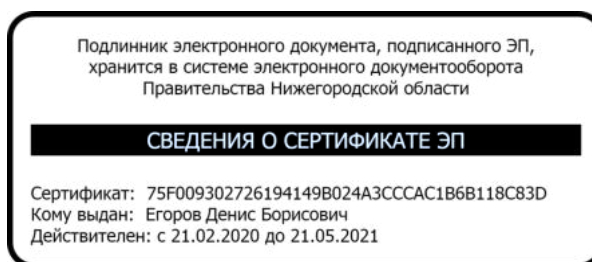 Подлинник электронного документа, подписанного ЭП,
хранится в системе электронного документооборота
Правительства Нижегородской области
СВЕДЕНИЯ О СЕРТИФИКАТЕ ЭП
Сертификат: 75F009302726194149B024A3CCCAC1B6B118C83D
Кому выдан: Егоров Денис Борисович
Действителен: с 21.02.2020 до 21.05.2021